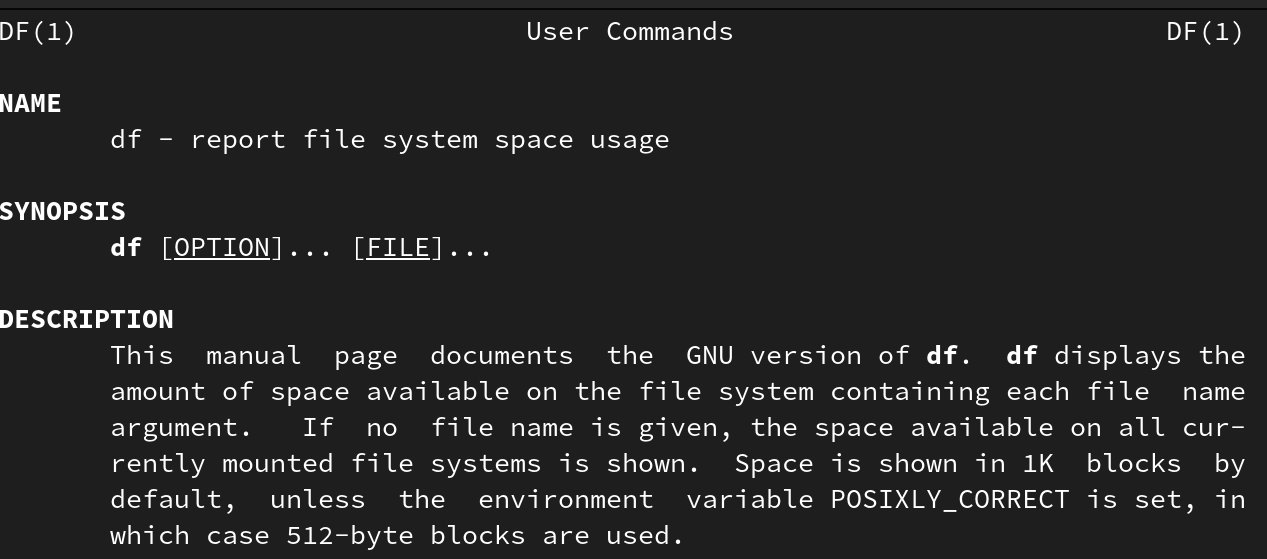 DF(1) User Commands DF(1)
NAME
df - report file system space usage
SYNOPSIS
df [OPTION]... [FILE]...
DESCRIPTION
This manual page documents the GNU version of df. df displays the
amount of space available on the file system containing each file name
argument. If no file name is given, the space available on all cur-
rently mounted file systems is shown. Space is shown in 1K blocks by
default, unless the environment variable POSIXLY_CORRECT is set, in
which case 512-byte blocks are used.